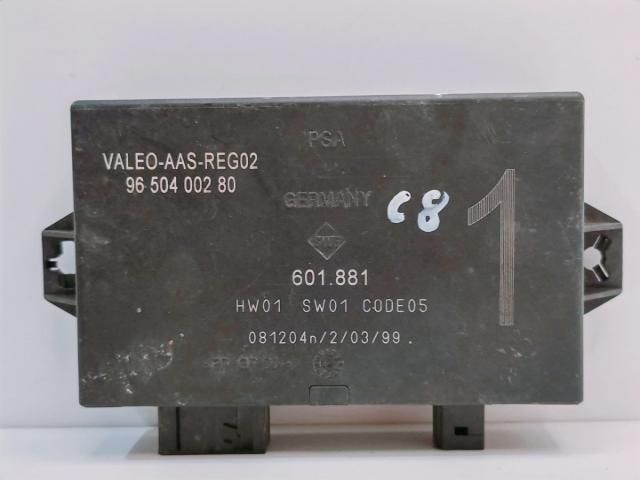 PSA
VALEO-AAS-REG02
96 504 002 80
GERMANY
C8
1
SWF
601.881
HW01 SW01 CODE05
081204n/2/03/99.